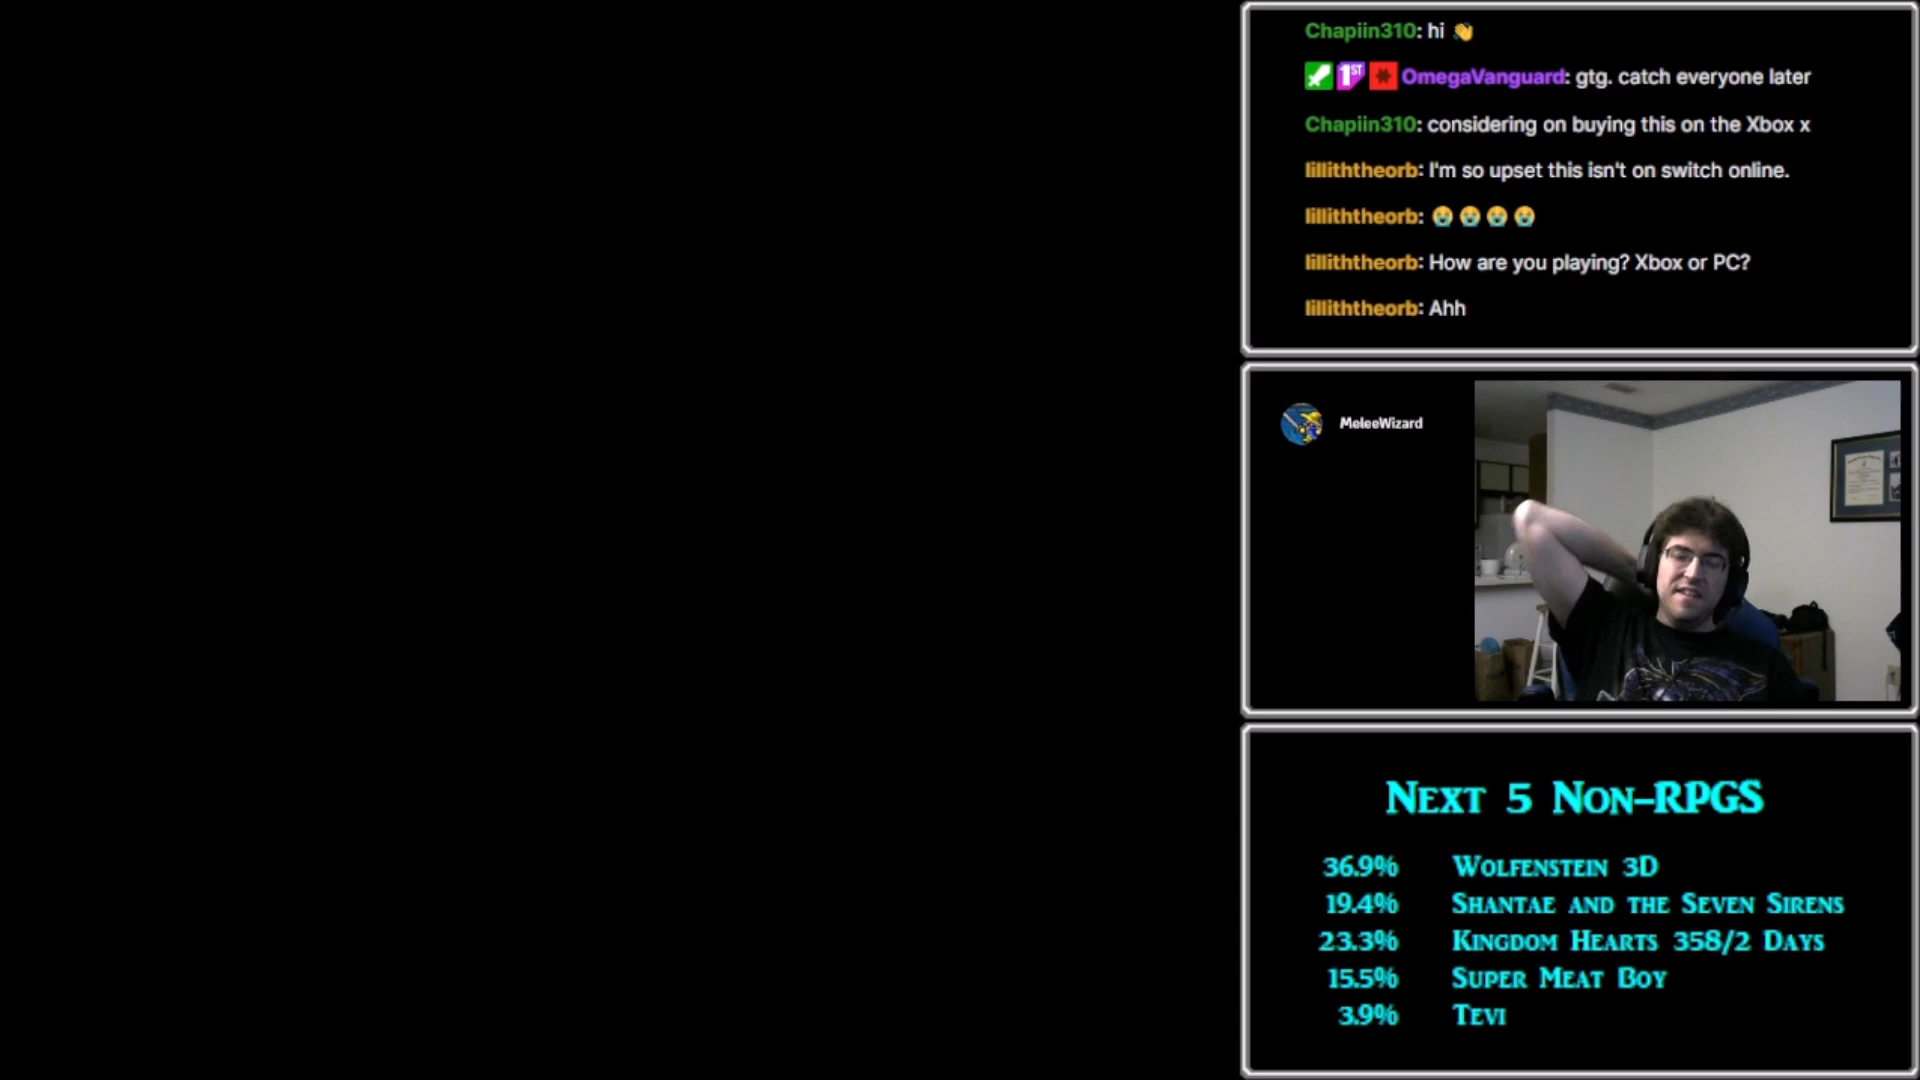 Chapiin310: hi 👋
1ST OmegaVanguard: gtg. catch everyone later
Chapiin310: considering on buying this on the Xbox x
lilliththeorb: I'm so upset this isn't on switch online.
lilliththeorb: 😭 😭 😭 😭
lilliththeorb: How are you playing? Xbox or PC?
lilliththeorb: Ahh
MeleeWizard
Next 5 Non-RPGs
36.9% Wolfenstein 3D
19.4% Shantae and the Seven Sirens
23.3% Kingdom Hearts 358/2 Days
15.5% Super Meat Boy
3.9% Tevi